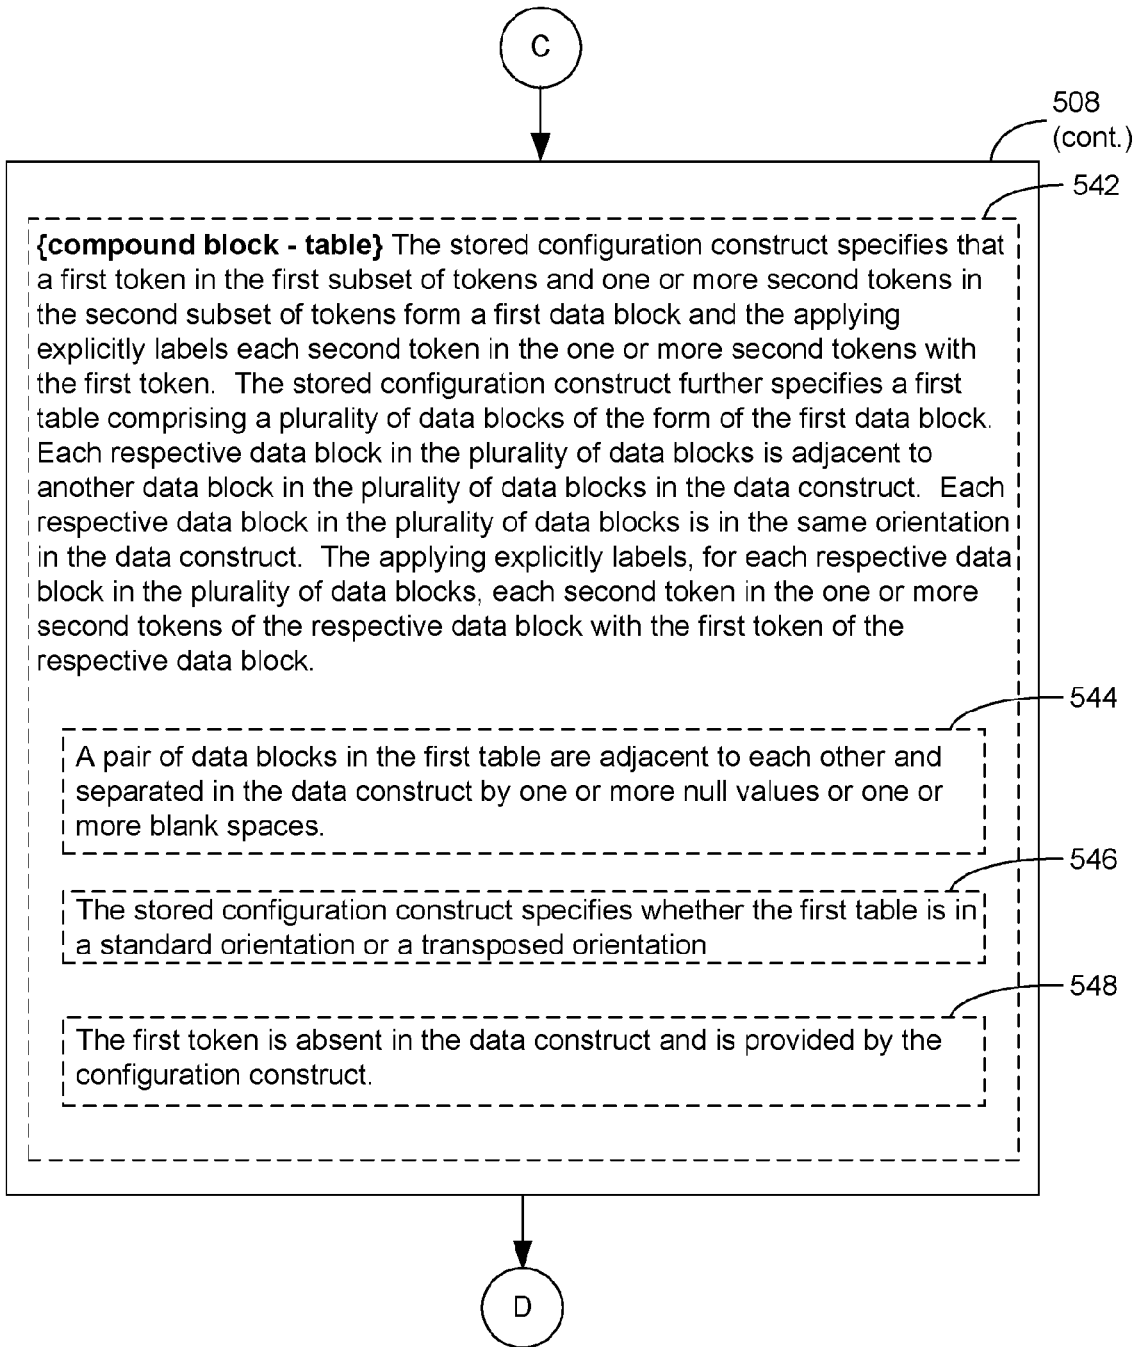 C
508
(cont.)
542
{compound block - table} The stored configuration construct specifies that
a first token in the first subset of tokens and one or more second tokens in
the second subset of tokens form a first data block and the applying
explicitly labels each second token in the one or more second tokens with
the first token.  The stored configuration construct further specifies a first
table comprising a plurality of data blocks of the form of the first data block.
Each respective data block in the plurality of data blocks is adjacent to
another data block in the plurality of data blocks in the data construct.  Each
respective data block in the plurality of data blocks is in the same orientation
in the data construct.  The applying explicitly labels, for each respective data
block in the plurality of data blocks, each second token in the one or more
second tokens of the respective data block with the first token of the
respective data block.
544
A pair of data blocks in the first table are adjacent to each other and
separated in the data construct by one or more null values or one or
more blank spaces.
546
The stored configuration construct specifies whether the first table is in
a standard orientation or a transposed orientation
548
The first token is absent in the data construct and is provided by the
configuration construct.
D